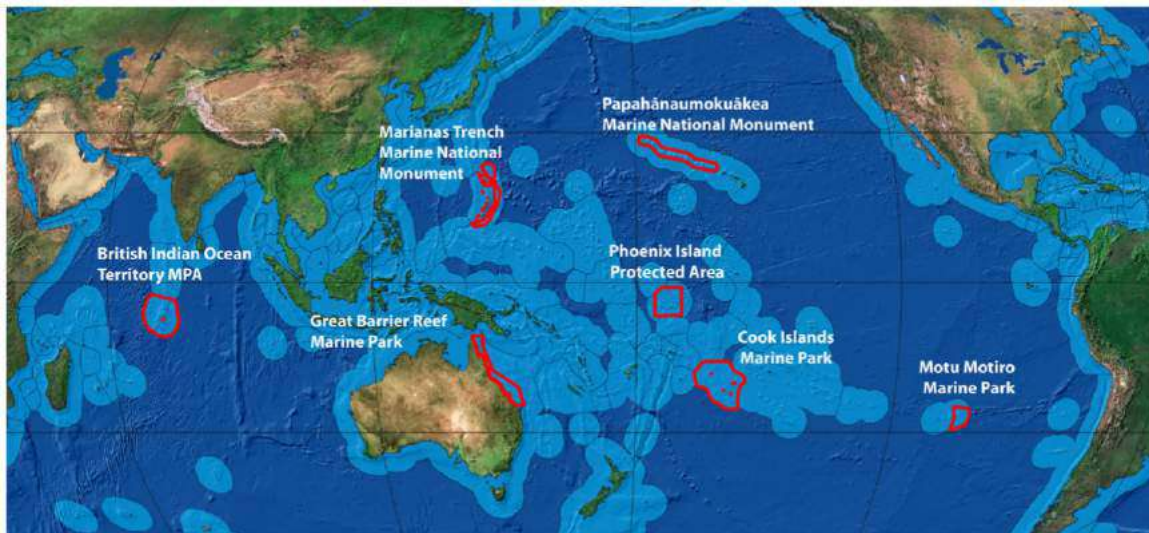 Papahānaumokuākea
Marine National Monument
Marianas Trench
Marine National
Monument
British Indian Ocean
Territory MPA
Phoenix Island
Protected Area
Great Barrier Reef
Marine Park
Cook Islands
Marine Park
Motu Motiro
Marine Park